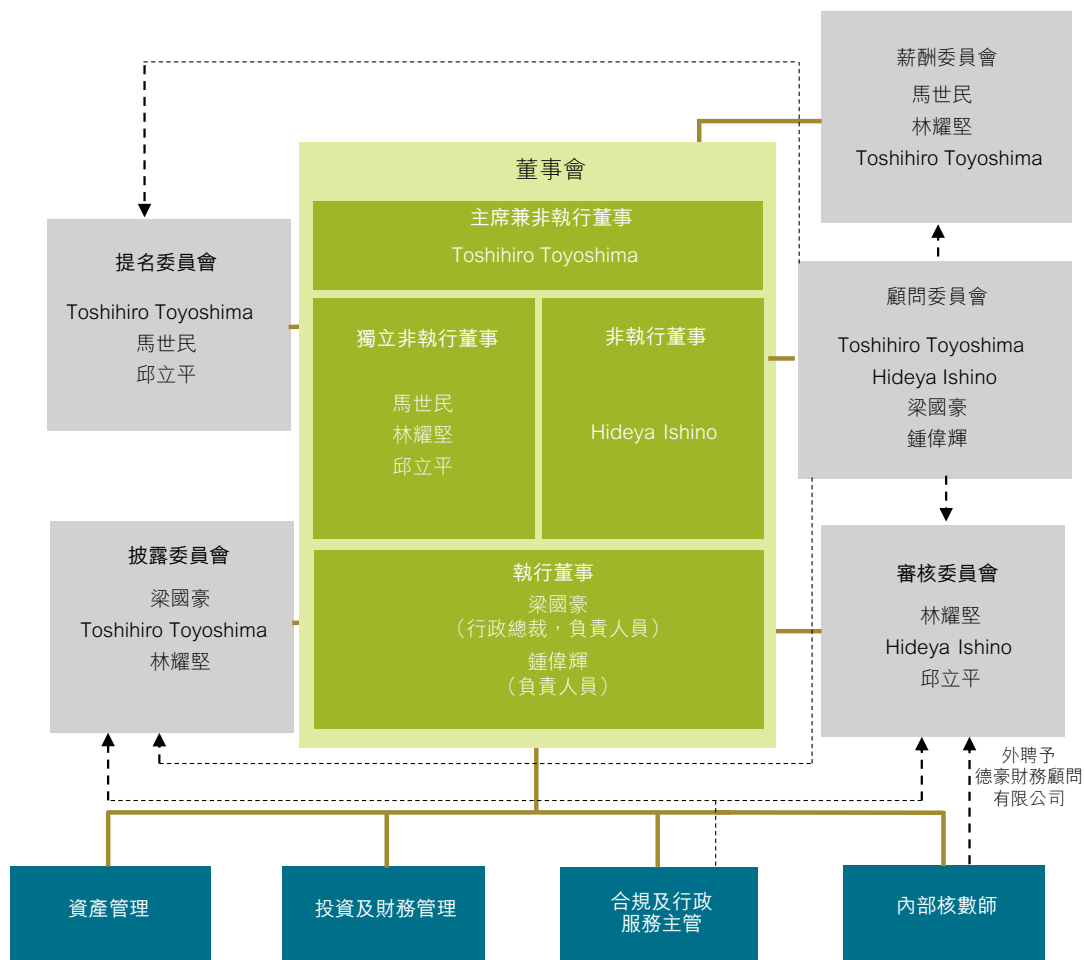 薪酬委員會
馬世民
林耀堅
Toshihiro Toyoshima
董事會
主席兼非執行董事
Toshihiro Toyoshima
提名委員會
Toshihiro Toyoshima
馬世民
邱立平
獨立非執行董事
馬世民
林耀堅
邱立平
非執行董事
Hideya Ishino
顧問委員會
Toshihiro Toyoshima
Hideya Ishino
梁國豪
鍾偉輝
披露委員會
梁國豪
Toshihiro Toyoshima
林耀堅
執行董事
梁國豪
（行政總裁，負責人員）
鍾偉輝
（負責人員）
審核委員會
林耀堅
Hideya Ishino
邱立平
外聘予
德豪財務顧問
有限公司
資產管理
投資及財務管理
合規及行政
服務主管
內部核數師